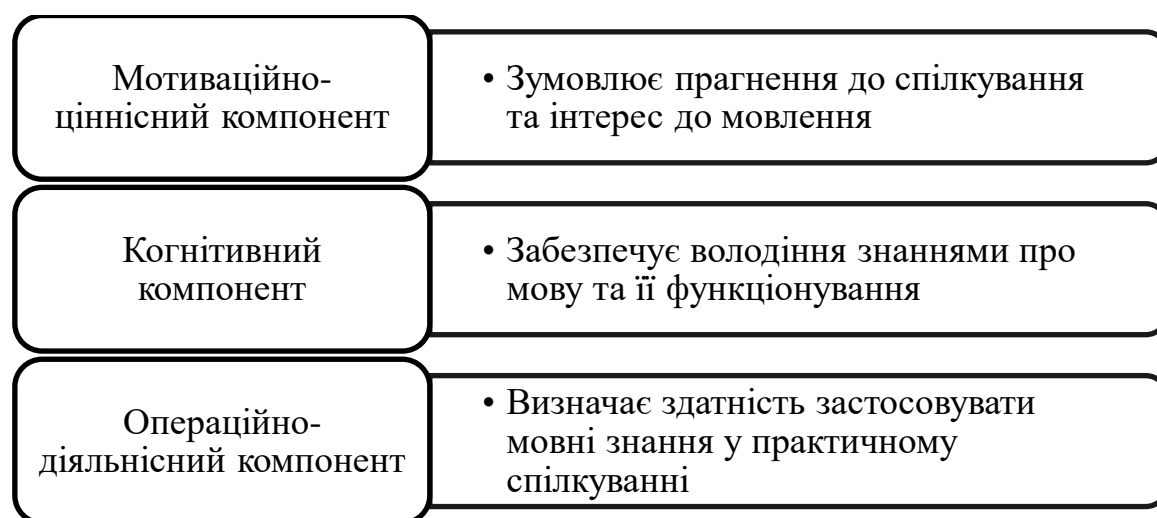 Мотиваційно-
ціннісний компонент
• Зумовлює прагнення до спілкування
та інтерес до мовлення
Когнітивний
компонент
• Забезпечує володіння знаннями про
мову та її функціонування
Операційно-
діяльнісний компонент
• Визначає здатність застосовувати
мовні знання у практичному
спілкуванні